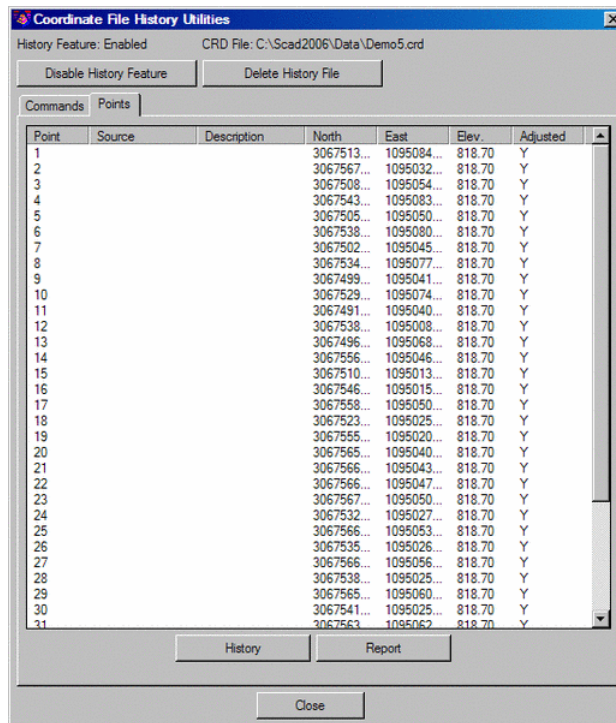 Coordinate File History Utilities
History Feature: Enabled CRD File: C:\Scad2006\Data\Demo5.crd
Disable History Feature Delete History File
Commands Points
Point Source Description North East Elev. Adjusted
1 3067513... 1095084... 818.70 Y
2 3067567... 1095032... 818.70 Y
3 3067508... 1095054... 818.70 Y
4 3067543... 1095083... 818.70 Y
5 3067505... 1095050... 818.70 Y
6 3067538... 1095080... 818.70 Y
7 3067502... 1095045... 818.70 Y
8 3067534... 1095077... 818.70 Y
9 3067499... 1095041... 818.70 Y
10 3067529... 1095074... 818.70 Y
11 3067491... 1095040... 818.70 Y
12 3067538... 1095008... 818.70 Y
13 3067496... 1095068... 818.70 Y
14 3067556... 1095046... 818.70 Y
15 3067510... 1095013... 818.70 Y
16 3067546... 1095015... 818.70 Y
17 3067558... 1095050... 818.70 Y
18 3067523... 1095025... 818.70 Y
19 3067555... 1095020... 818.70 Y
20 3067565... 1095040... 818.70 Y
21 3067566... 1095043... 818.70 Y
22 3067566... 1095047... 818.70 Y
23 3067567... 1095050... 818.70 Y
24 3067532... 1095027... 818.70 Y
25 3067566... 1095053... 818.70 Y
26 3067535... 1095026... 818.70 Y
27 3067566... 1095056... 818.70 Y
28 3067538... 1095025... 818.70 Y
29 3067565... 1095060... 818.70 Y
30 3067541... 1095025... 818.70 Y
31 3067563... 1095062... 818.70 Y
History Report
Close